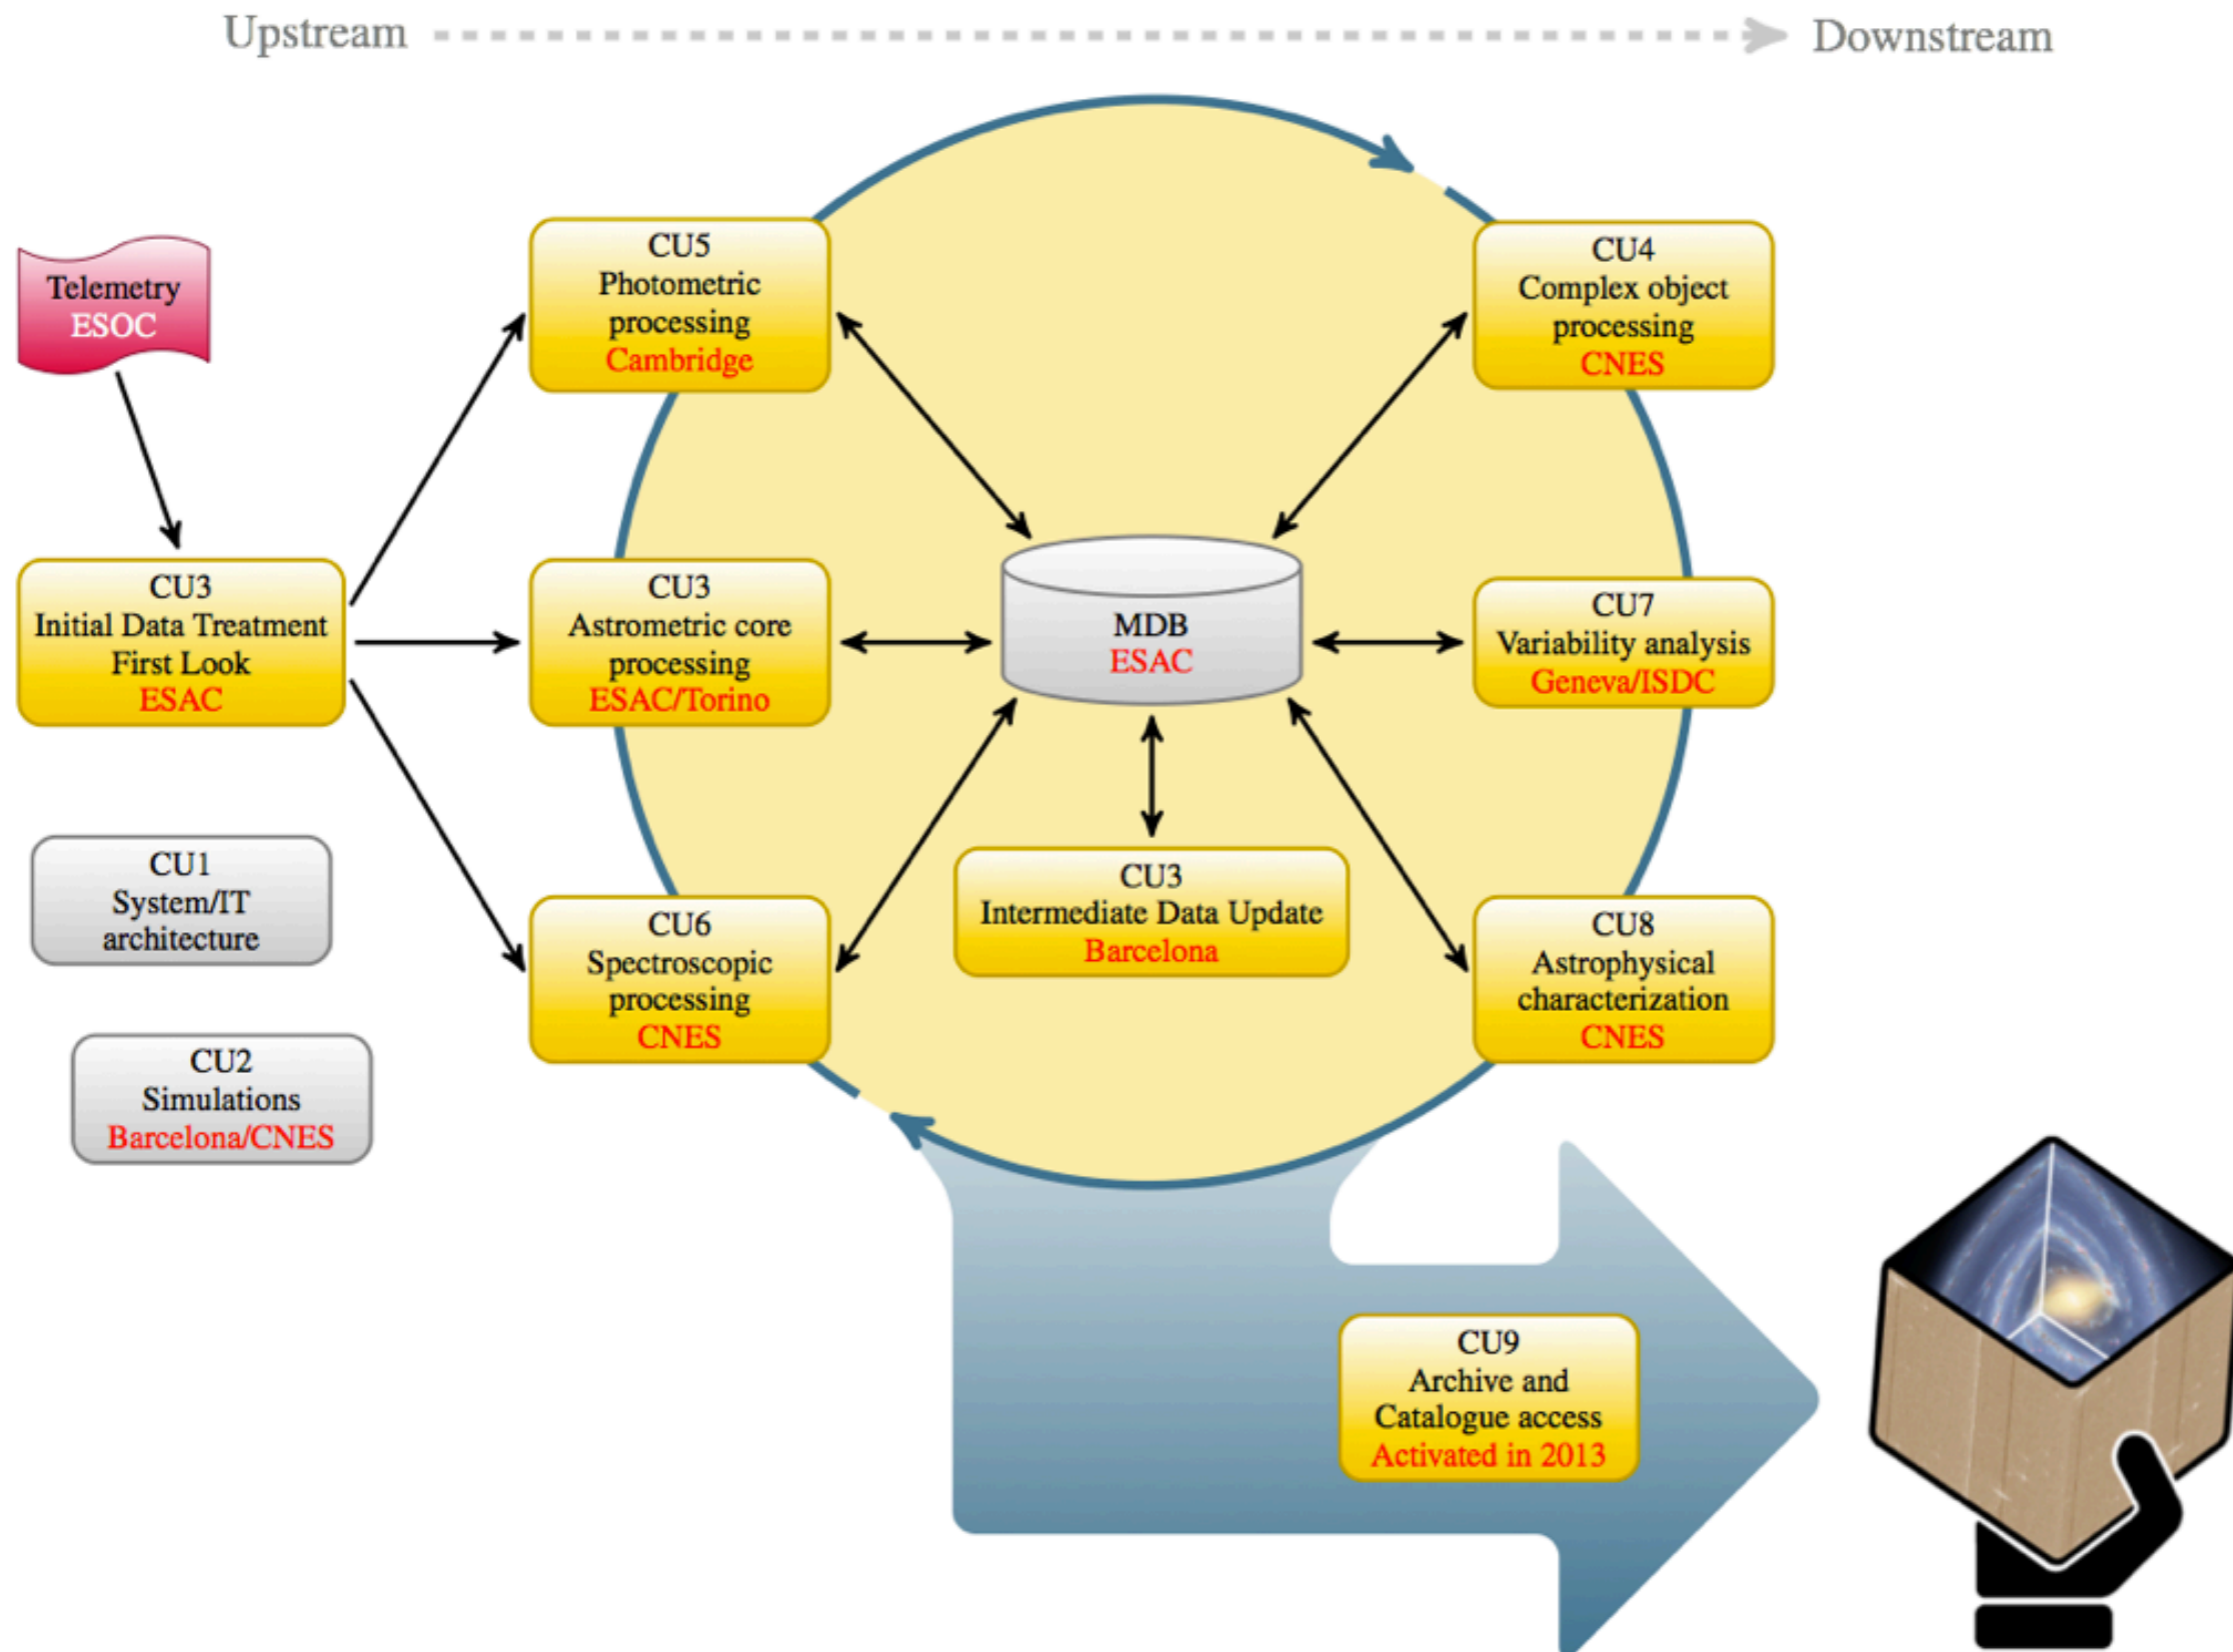 Upstream
Downstream
Telemetry
ESOC
CU3
Initial Data Treatment
First Look
ESAC
CU1
System/IT
architecture
CU2
Simulations
Barcelona/CNES
CU5
Photometric
processing
Cambridge
CU3
Astrometric core
processing
ESAC/Torino
CU6
Spectroscopic
processing
CNES
MDB
ESAC
CU3
Intermediate Data Update
Barcelona
CU4
Complex object
processing
CNES
CU7
Variability analysis
Geneva/ISDC
CU8
Astrophysical
characterization
CNES
CU9
Archive and
Catalogue access
Activated in 2013